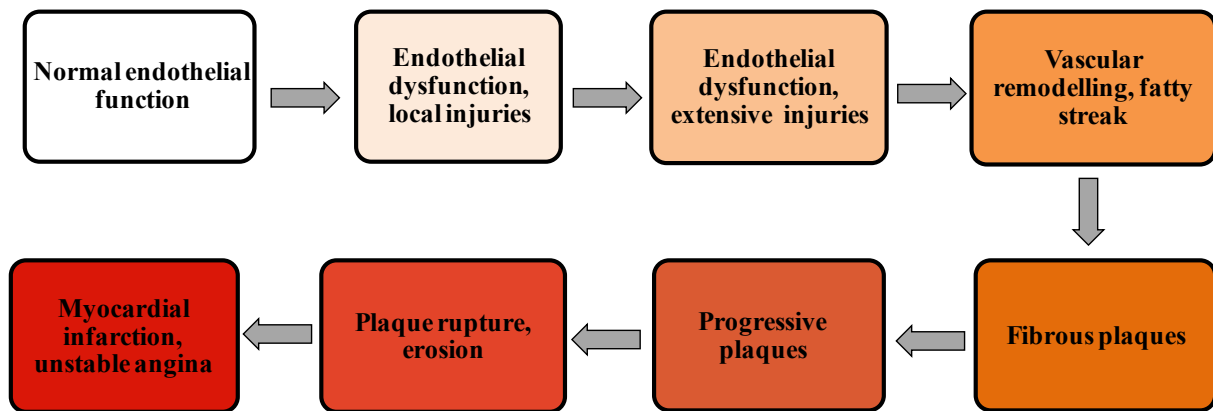 Normal endothelial
function
Endothelial
dysfunction,
local injuries
Endothelial
dysfunction,
extensive injuries
Vascular
remodelling, fatty
streak
Fibrous plaques
Progressive
plaques
Plaque rupture,
erosion
Myocardial
infarction,
unstable angina